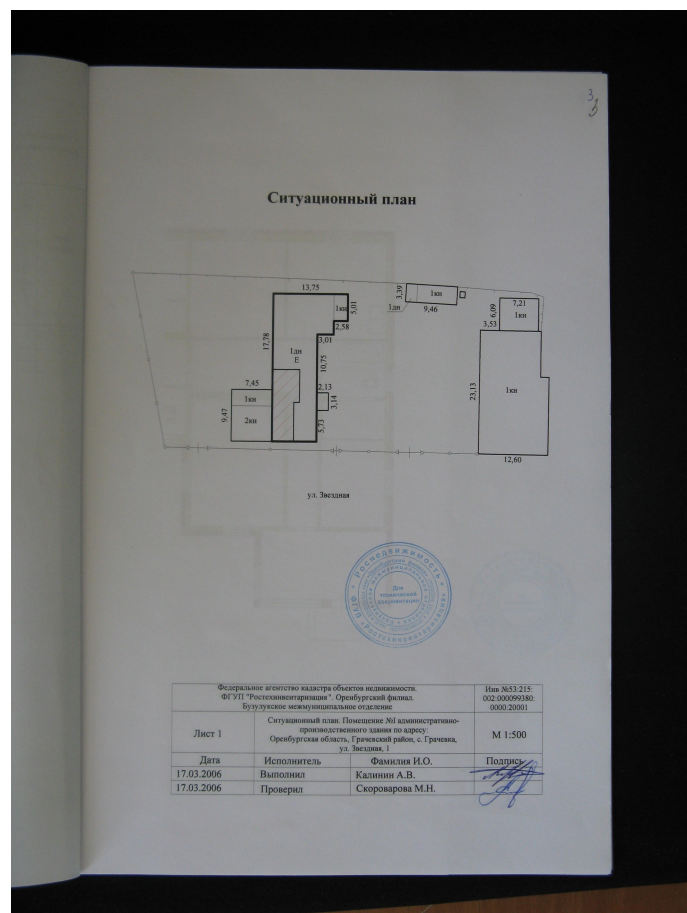 3
Ситуационный план
13,75
1кн
5,01
2,58
3,01
17,78
1дн
Е
10,75
7,45
1кн
2кн
9,47
2,13
3,14
5,73
3,39
1кн
1дн
9,46
7,21
6,09
1кн
3,53
23,13
1кн
12,60
ул. Звездная
Роснедвижимость
Для
технической
документации
Федеральное агентство кадастра объектов недвижимости.
ФГУП "Ростехинвентаризация". Оренбургский филиал.
Бузулукское межмуниципальное отделение
Инв №53:215:
002:000099380:
0000:20001
Лист 1
Ситуационный план. Помещение №I административно-
производственного здания по адресу:
Оренбургская область, Грачевский район, с. Грачевка,
ул. Звездная, 1
М 1:500
Дата Исполнитель Фамилия И.О. Подпись
17.03.2006 Выполнил Калинин А.В.
17.03.2006 Проверил Скороварова М.Н.